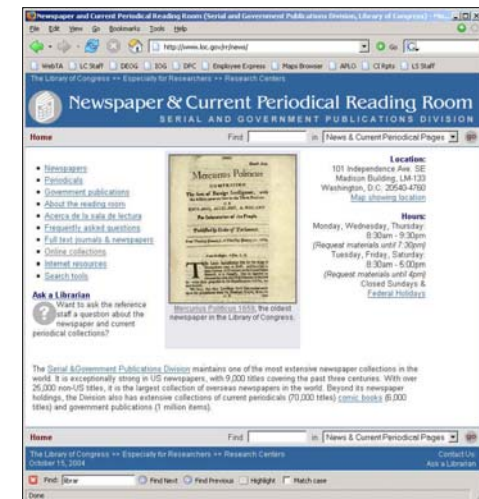 Newspaper and Current Periodical Reading Room (Serial and Government Publications Division, Library of Congress)
File Edit View Go Bookmarks Tools Help
http://www.loc.gov/rr/news/ Go
WebTA LC Staff DEOG IOG DPC Employee Express Maps Browser APLO CI Rpts LS Staff
The Library of Congress >> Especially for Researchers >> Research Centers
Newspaper & Current Periodical Reading Room
SERIAL AND GOVERNMENT PUBLICATIONS DIVISION
Home Find in News & Current Periodical Pages go
Newspapers
Periodicals
Government publications
About the reading room
Acerca de la sala de lectura
Frequently asked questions
Full text journals & newspapers
Online collections
Internet resources
Search tools
Ask a Librarian
Want to ask the reference
staff a question about the
newspaper and current
periodical collections?
Mercurius Politicus
Mercurius Politicus 1659, the oldest
newspaper in the Library of Congress.
Location:
101 Independence Ave. SE
Madison Building, LM-133
Washington, D.C. 20540-4760
Map showing location
Hours:
Monday, Wednesday, Thursday:
8:30am - 9:30pm
(Request materials until 7:30pm)
Tuesday, Friday, Saturday:
8:30am - 5:00pm
(Request materials until 4pm)
Closed Sundays &
Federal Holidays
The Serial & Government Publications Division maintains one of the most extensive newspaper collections in the
world. It is exceptionally strong in US newspapers, with 9,000 titles covering the past three centuries. With over
25,000 non-US titles, it is the largest collection of overseas newspapers in the world. Beyond its newspaper
holdings, the Division also has extensive collections of current periodicals (70,000 titles) comic books (6,000
titles) and government publications (1 million items).
Home Find in News & Current Periodical Pages go
The Library of Congress >> Especially for Researchers >> Research Centers
October 15, 2004
Contact Us
Ask a Librarian
Find: librar Find Next Find Previous Highlight Match case
Done